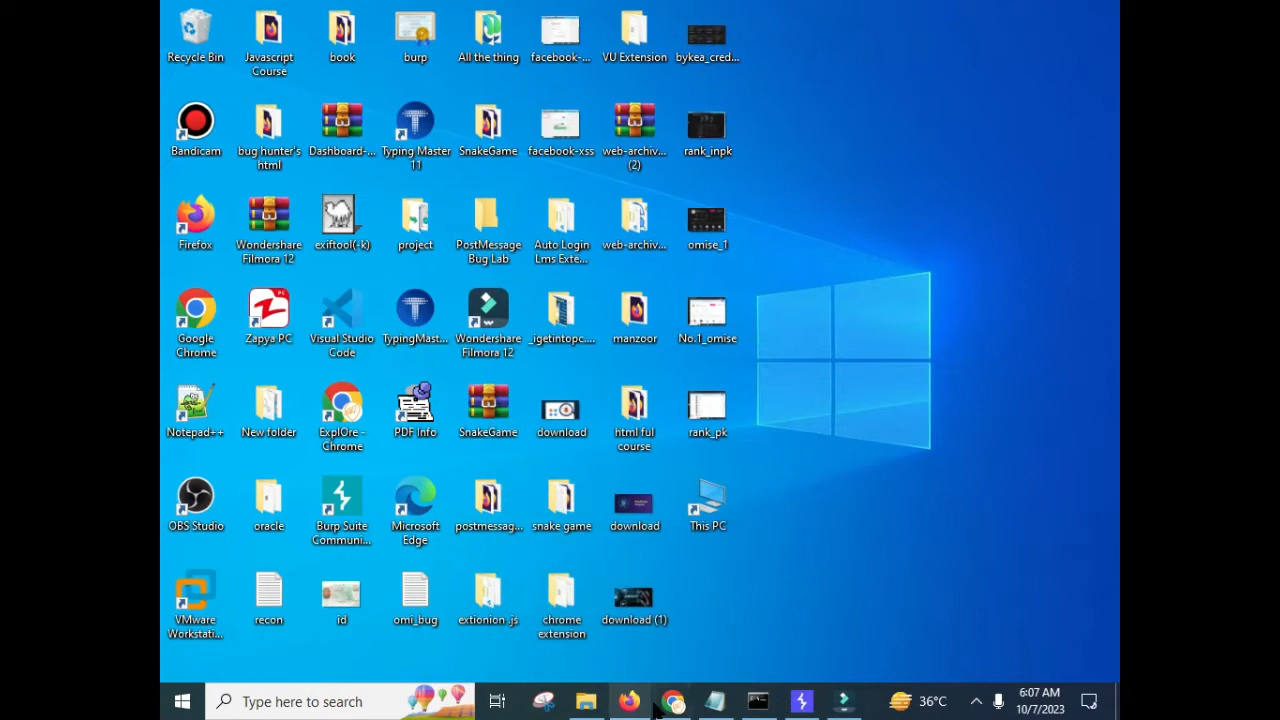 Recycle Bin
Javascript
Course
book
burp
All the thing
facebook-...
VU Extension
bykea_cred...
Bandicam
bug hunter's
html
Dashboard-...
Typing Master
11
SnakeGame
facebook-xss
web-archiv...
(2)
rank_inpk
Firefox
Wondershare
Filmora 12
exiftool(-k)
project
PostMessage
Bug Lab
Auto Login
Lms Exte...
web-archiv...
omise_1
Google
Chrome
Zapya PC
Visual Studio
Code
TypingMast...
Wondershare
Filmora 12
_igetintopc....
manzoor
No.1_omise
Notepad++
New folder
ExplOre -
Chrome
PDF info
SnakeGame
download
html ful
course
rank_pk
OBS Studio
oracle
Burp Suite
Communi...
Microsoft
Edge
postmessag...
snake game
download
This PC
VMware
Workstati...
recon
id
omi_bug
extionion .js
chrome
extension
download (1)
Type here to search
36°C
6:07 AM
10/7/2023